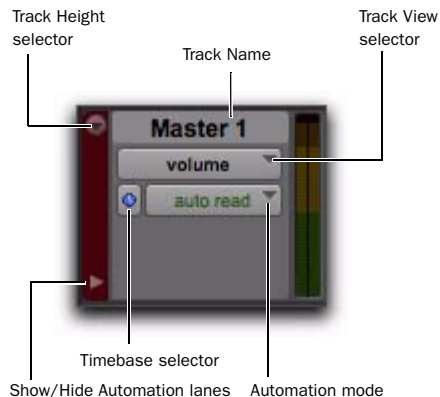 Track Height
selector
Track View
selector
Track Name
Master 1
volume
auto read
Timebase selector
Show/Hide Automation lanes
Automation mode